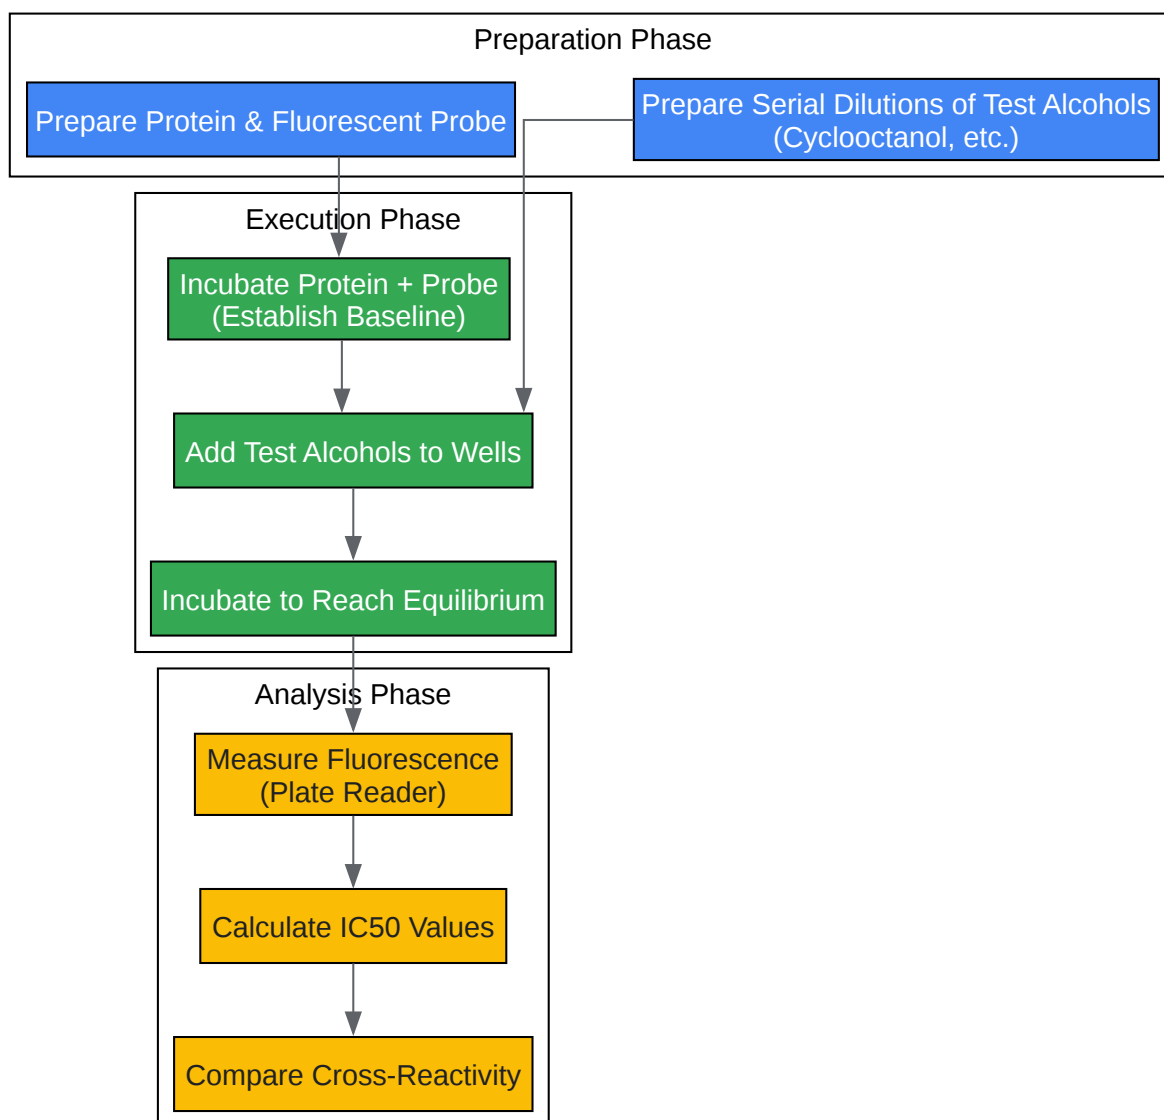 Preparation Phase
Prepare Protein & Fluorescent Probe
Prepare Serial Dilutions of Test Alcohols
(Cyclooctanol, etc.)
Execution Phase
Incubate Protein + Probe
(Establish Baseline)
Add Test Alcohols to Wells
Incubate to Reach Equilibrium
Analysis Phase
Measure Fluorescence
(Plate Reader)
Calculate IC50 Values
Compare Cross-Reactivity